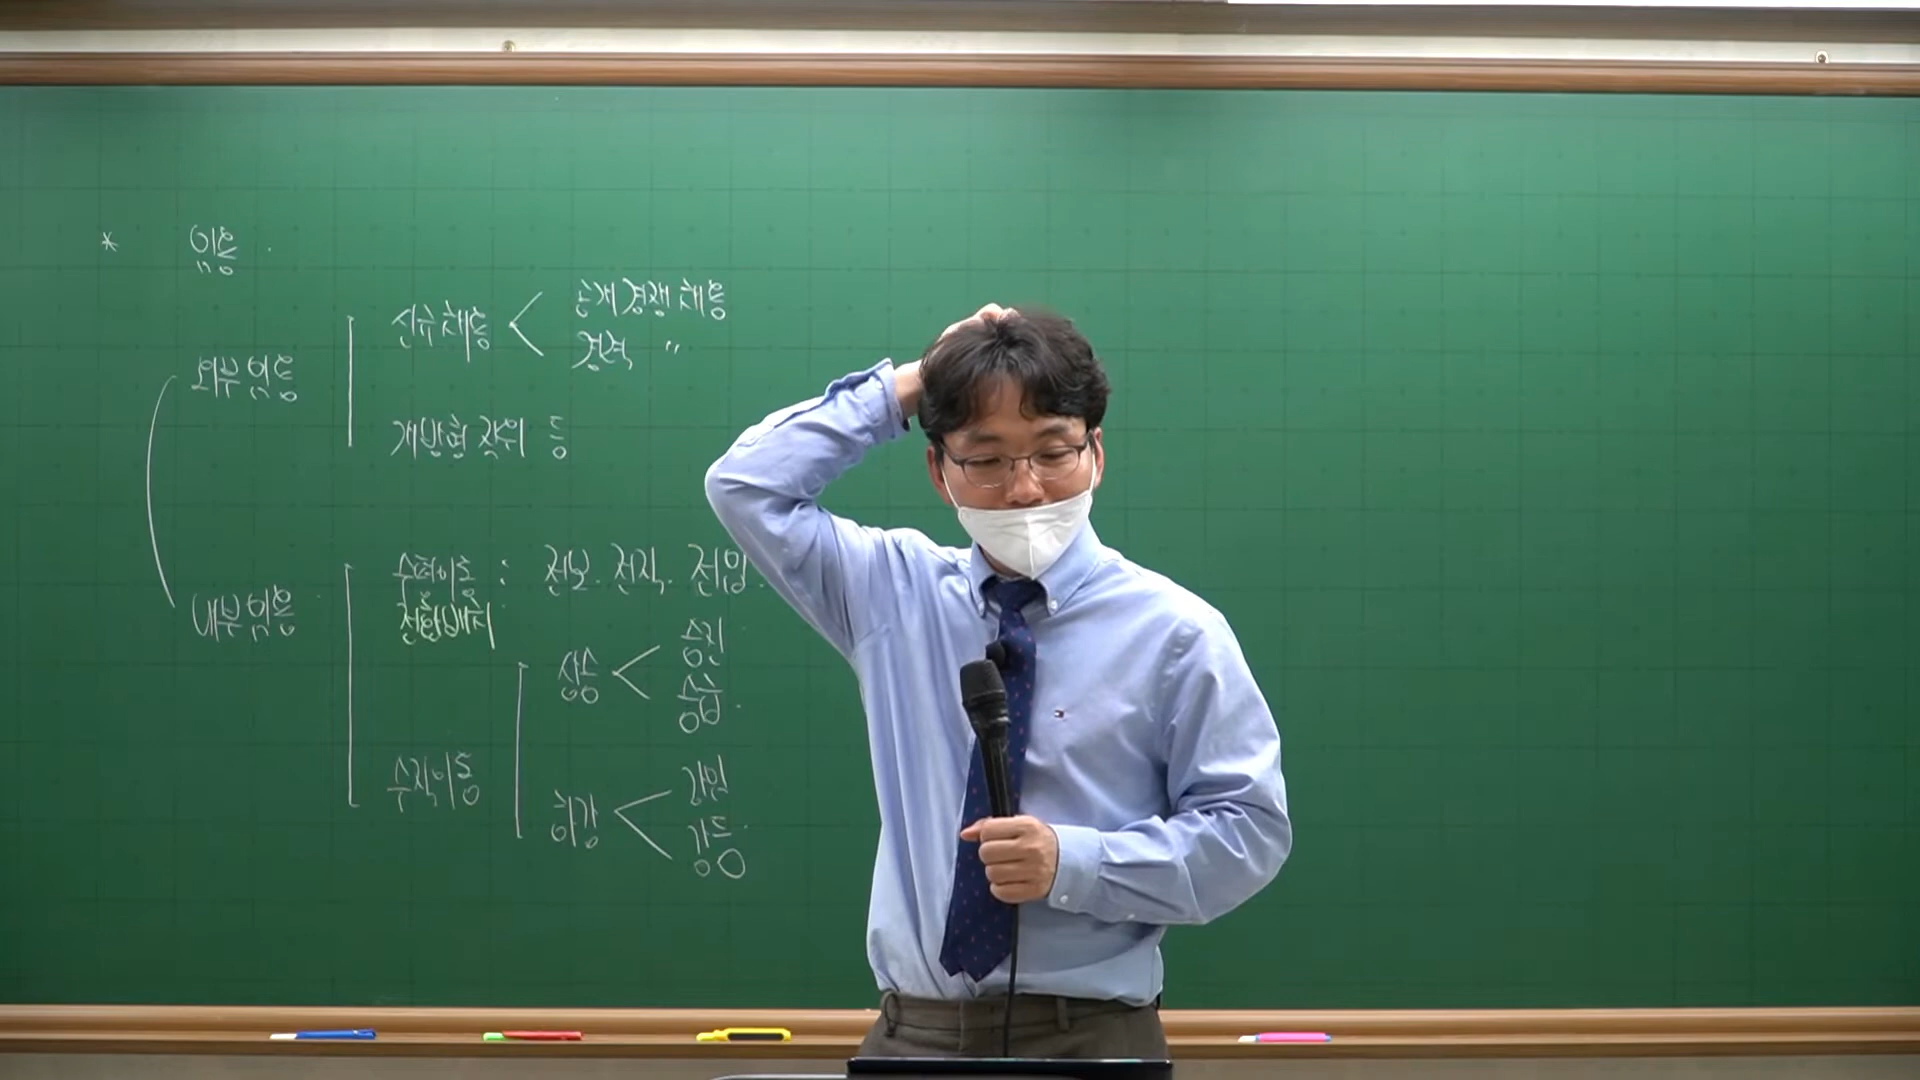 * 임용.
신규채용 < 공개경쟁채용
경력 "
외부임용
개방형 직위 등
수평이동 : 전보. 전직. 전입.
전환배치
내부임용
상승 < 승진
승급.
수직이동
하강 < 강임
강등.